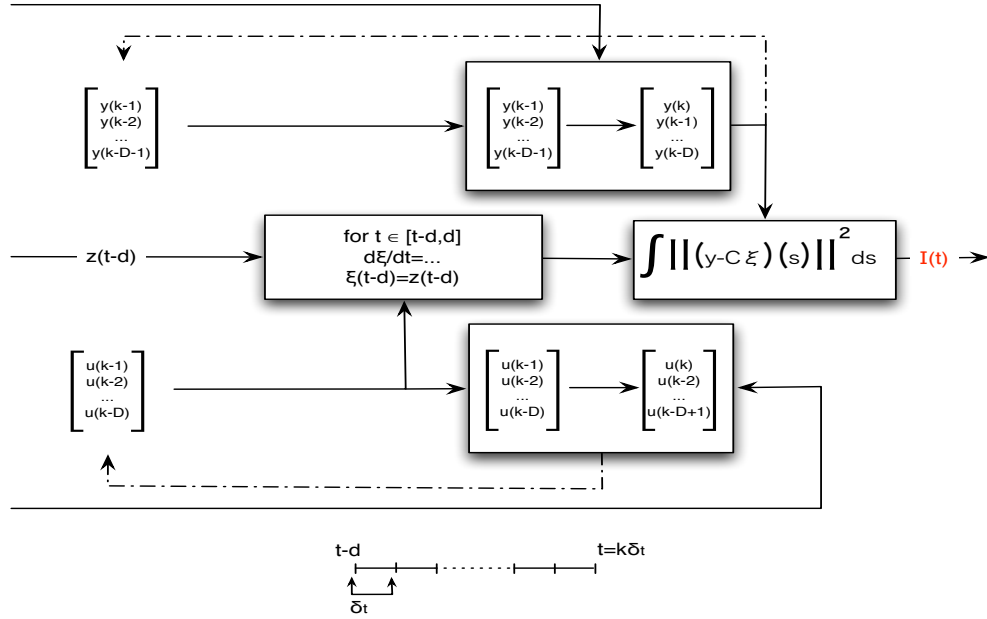 y(k-1)
y(k-2)
...
y(k-D-1)
y(k-1)
y(k-2)
...
y(k-D-1)
y(k)
y(k-1)
...
y(k-D)
z(t-d)
for t ∈ [t-d,d]
dξ/dt=...
ξ(t-d)=z(t-d)
∫||(y-Cξ)(s)||² ds
I(t)
u(k-1)
u(k-2)
...
u(k-D)
u(k-1)
u(k-2)
...
u(k-D)
u(k)
u(k-2)
...
u(k-D+1)
t-d
t=kδt
δt